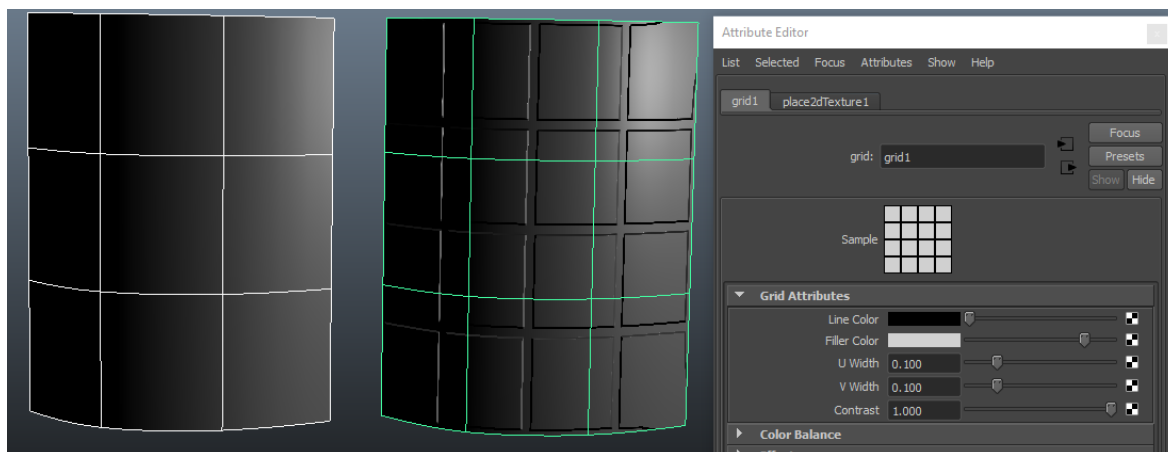 Attribute Editor
x
List Selected Focus Attributes Show Help
grid1 place2dTexture1
Focus
grid: grid1
Presets
Show Hide
Sample
Grid Attributes
Line Color
Filler Color
U Width 0.100
V Width 0.100
Contrast 1.000
Color Balance